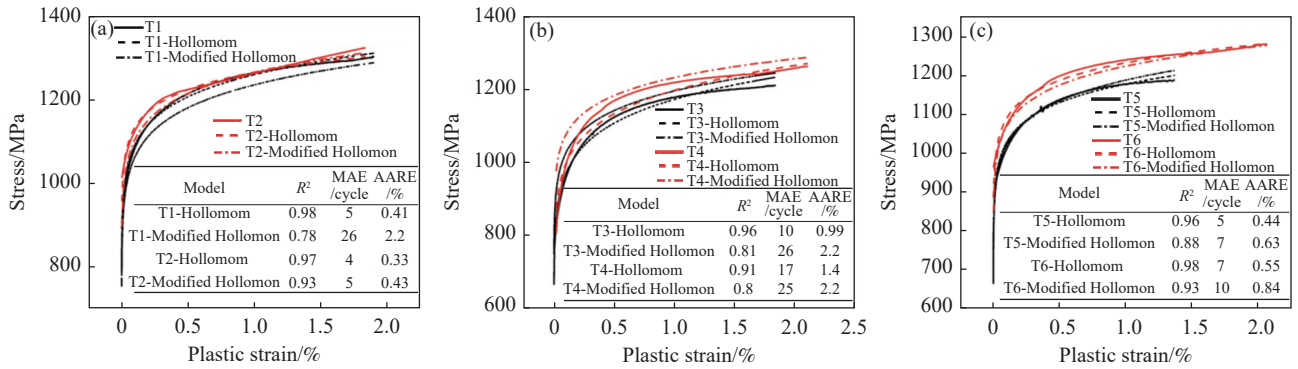 (a)
T1
T1-Hollomom
T1-Modified Hollomon
T2
T2-Hollomom
T2-Modified Hollomon
Model R² MAE/cycle AARE/%
T1-Hollomom 0.98 5 0.41
T1-Modified Hollomon 0.78 26 2.2
T2-Hollomom 0.97 4 0.33
T2-Modified Hollomon 0.93 5 0.43
1400
1200
1000
800
Stress/MPa
0 0.5 1.0 1.5 2.0
Plastic strain/%
(b)
T3
T3-Hollomom
T3-Modified Hollomon
T4
T4-Hollomom
T4-Modified Hollomon
Model R² MAE/cycle AARE/%
T3-Hollomom 0.96 10 0.99
T3-Modified Hollomon 0.81 26 2.2
T4-Hollomom 0.91 17 1.4
T4-Modified Hollomon 0.8 25 2.2
1400
1200
1000
800
600
Stress/MPa
0 0.5 1.0 1.5 2.0 2.5
Plastic strain/%
(c)
T5
T5-Hollomom
T5-Modified Hollomon
T6
T6-Hollomom
T6-Modified Hollomon
Model R² MAE/cycle AARE/%
T5-Hollomom 0.96 5 0.44
T5-Modified Hollomon 0.88 7 0.63
T6-Hollomom 0.98 7 0.55
T6-Modified Hollomon 0.93 10 0.84
1300
1200
1100
1000
900
800
700
600
Stress/MPa
0 0.5 1.0 1.5 2.0
Plastic strain/%